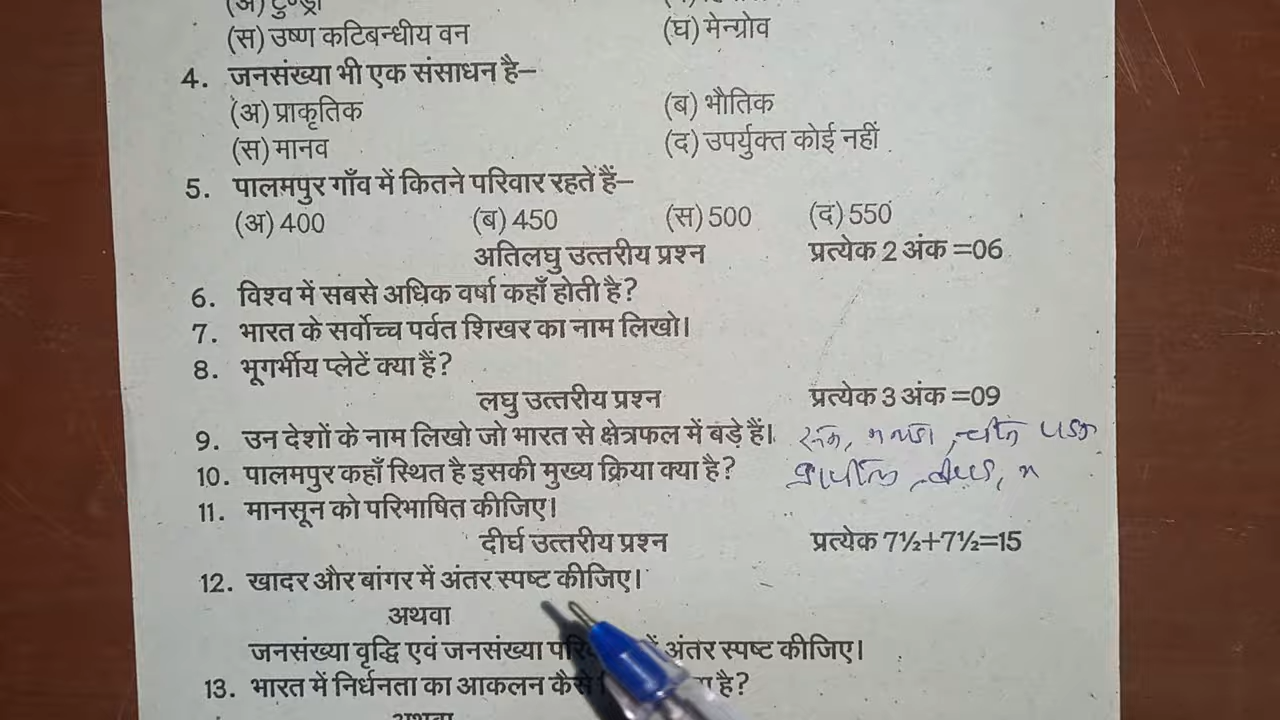 (अ) टुण्ड्रा
(स) उष्ण कटिबन्धीय वन (घ) मेन्ग्रोव
4. जनसंख्या भी एक संसाधन है–
(अ) प्राकृतिक (ब) भौतिक
(स) मानव (द) उपर्युक्त कोई नहीं
5. पालमपुर गाँव में कितने परिवार रहते हैं–
(अ) 400 (ब) 450 (स) 500 (द) 550
अतिलघु उत्तरीय प्रश्न प्रत्येक 2 अंक =06
6. विश्व में सबसे अधिक वर्षा कहाँ होती है?
7. भारत के सर्वोच्च पर्वत शिखर का नाम लिखो।
8. भूगर्भीय प्लेटें क्या हैं?
लघु उत्तरीय प्रश्न प्रत्येक 3 अंक =09
9. उन देशों के नाम लिखो जो भारत से क्षेत्रफल में बड़े हैं।
10. पालमपुर कहाँ स्थित है इसकी मुख्य क्रिया क्या है?
11. मानसून को परिभाषित कीजिए।
दीर्घ उत्तरीय प्रश्न प्रत्येक 7½+7½=15
12. खादर और बांगर में अंतर स्पष्ट कीजिए।
अथवा
जनसंख्या वृद्धि एवं जनसंख्या अंतर स्पष्ट कीजिए।
13. भारत में निर्धनता का आकलन कैसे है?
अथवा